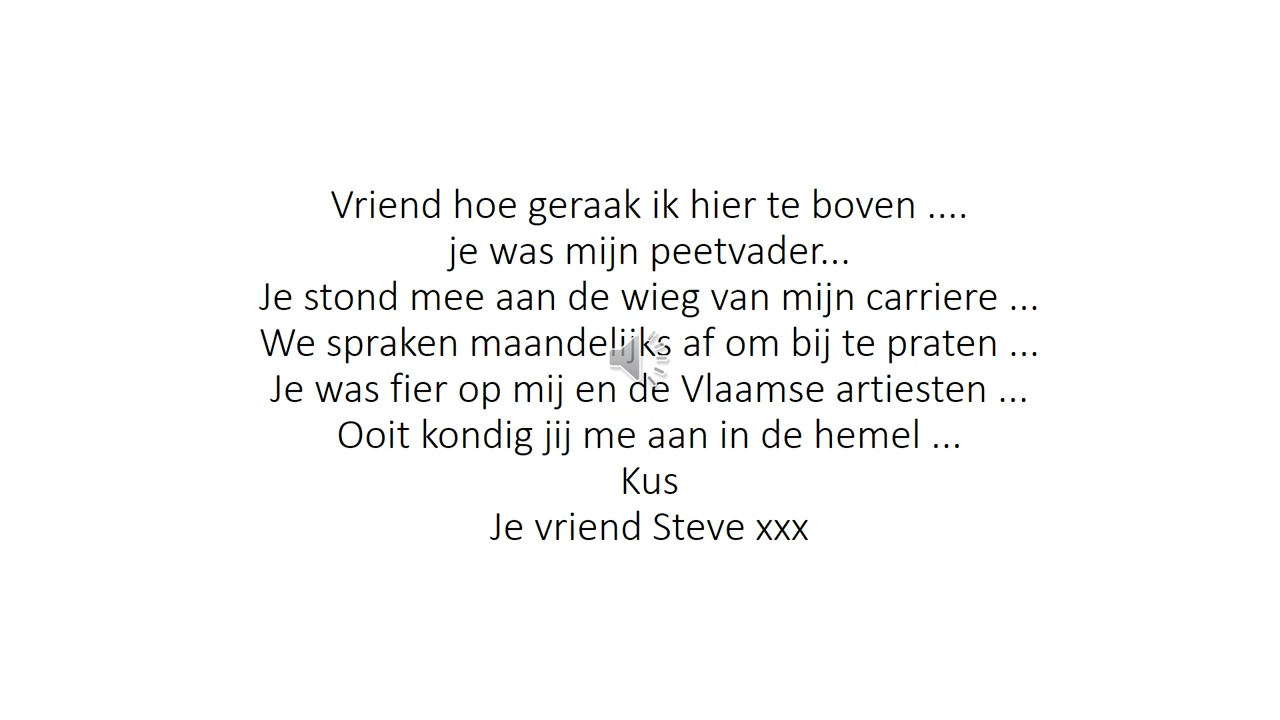 Vriend hoe geraak ik hier te boven ....
je was mijn peetvader...
Je stond mee aan de wieg van mijn carriere ...
We spraken maandelijks af om bij te praten ...
Je was fier op mij en de Vlaamse artiesten ...
Ooit kondig jij me aan in de hemel ...
Kus
Je vriend Steve xxx